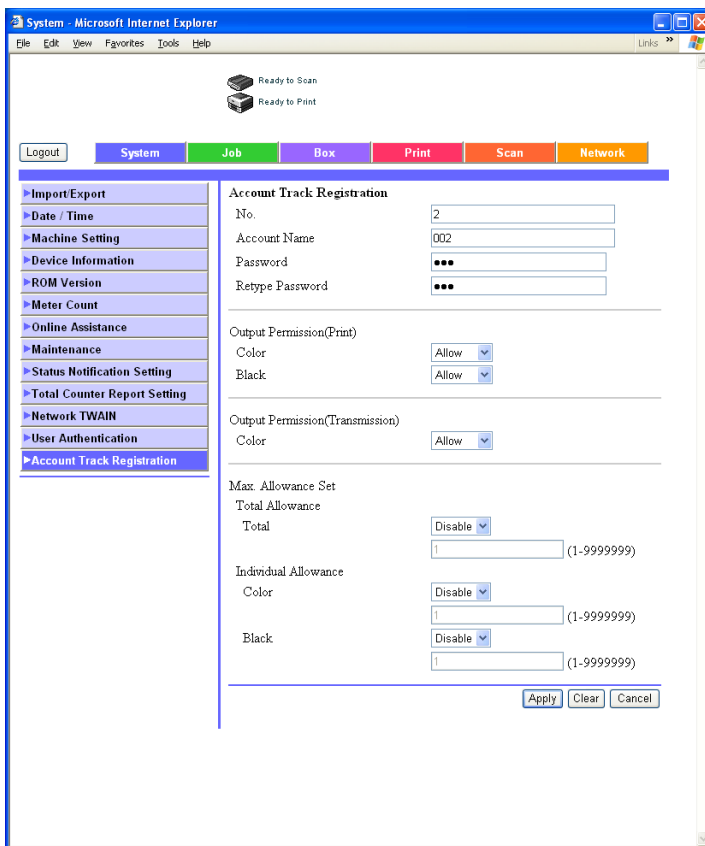 System - Microsoft Internet Explorer
File Edit View Favorites Tools Help Links »
Ready to Scan
Ready to Print
Logout System Job Box Print Scan Network
Import/Export
Date / Time
Machine Setting
Device Information
ROM Version
Meter Count
Online Assistance
Maintenance
Status Notification Setting
Total Counter Report Setting
Network TWAIN
User Authentication
Account Track Registration
Account Track Registration
No. 2
Account Name 002
Password ●●●
Retype Password ●●●
Output Permission(Print)
Color Allow
Black Allow
Output Permission(Transmission)
Color Allow
Max. Allowance Set
Total Allowance
Total Disable
1 (1-9999999)
Individual Allowance
Color Disable
1 (1-9999999)
Black Disable
1 (1-9999999)
Apply Clear Cancel